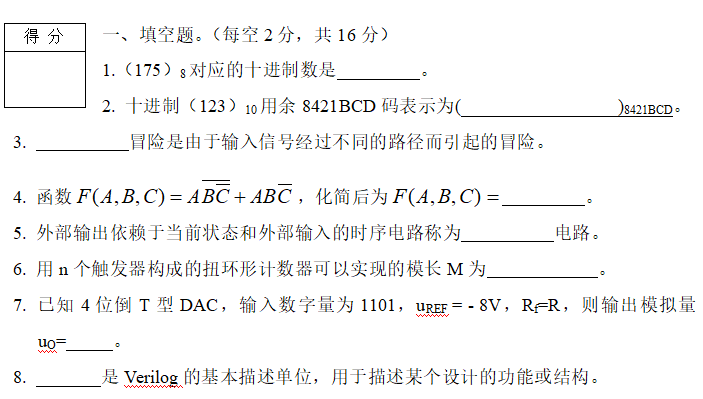 得 分
一、填空题。（每空 2 分，共 16 分）
1.（175）8对应的十进制数是_________。
2. 十进制（123）10用余 8421BCD 码表示为(_________________)8421BCD。
3. __________冒险是由于输入信号经过不同的路径而引起的冒险。
4. 函数 $F(A,B,C)=A\overline{B\overline{C}}+AB\overline{C}$，化简后为 $F(A,B,C)=$_________。
5. 外部输出依赖于当前状态和外部输入的时序电路称为__________电路。
6. 用 n 个触发器构成的扭环形计数器可以实现的模长 M 为____________。
7. 已知 4 位倒 T 型 DAC，输入数字量为 1101，uREF = - 8V，Rf=R，则输出模拟量
uO=_____。
8. _______是 Verilog 的基本描述单位，用于描述某个设计的功能或结构。